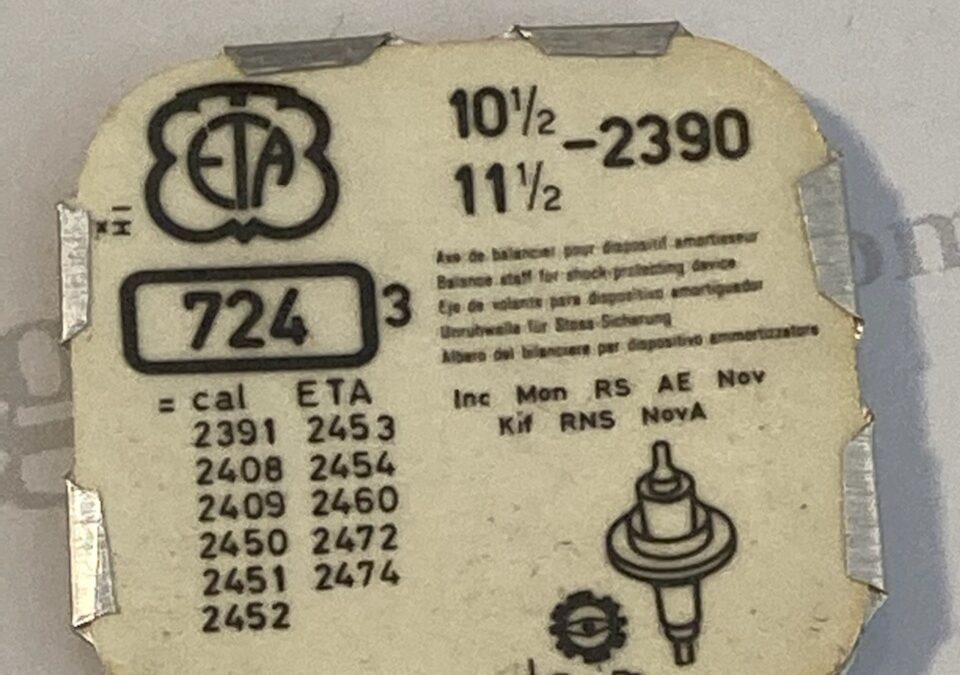 ETA
10½ -2390
11½
724 3
Axe de balancier pour dispositif amortisseur
Balance staff for shock-protecting device
Eje de volante para dispositivo amortiguador
Unruhwelle für Stoss-Sicherung
Albero del bilanciere per dispositivo ammortizzatore
Inc Mon RS AE Nov
Kif RNS NovA
= cal ETA
2391 2453
2408 2454
2409 2460
2450 2472
2451 2474
2452